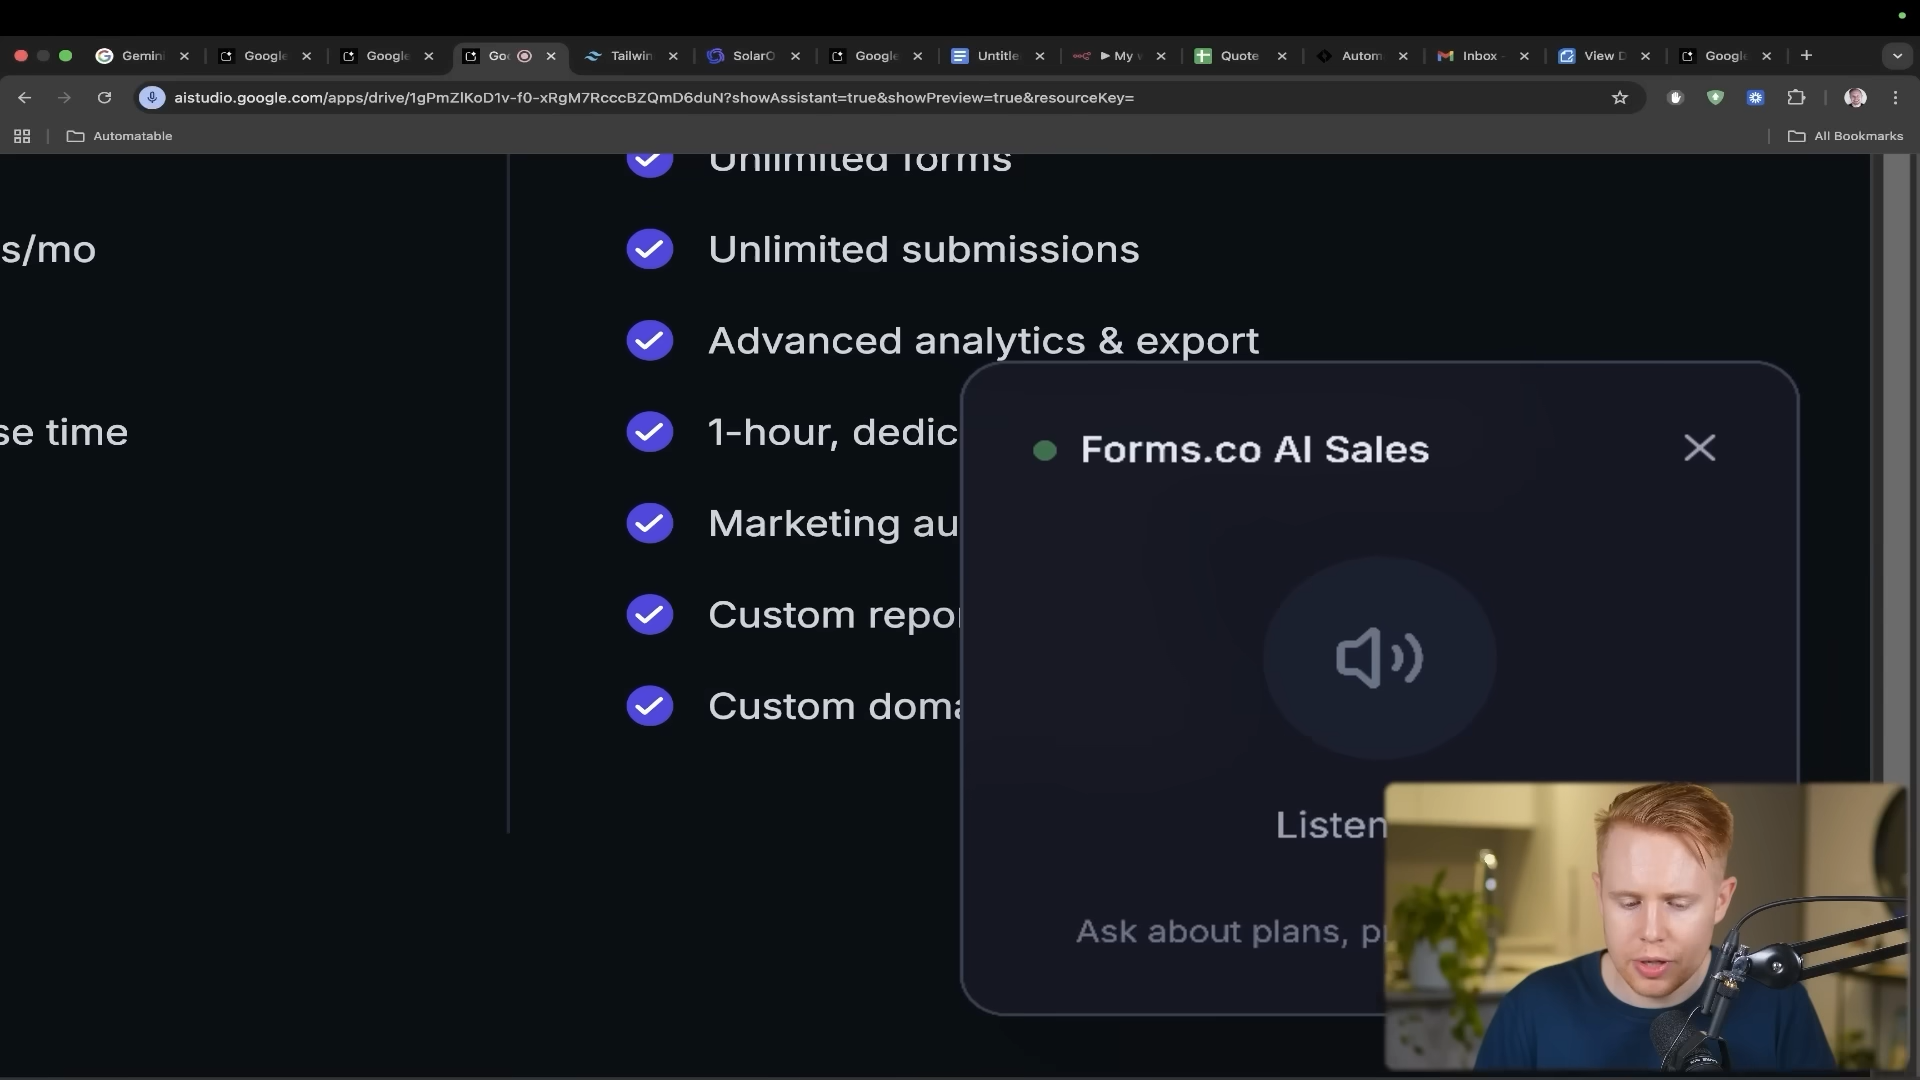 Gemin
Google
Google
Goo
Tailwin
SolarO
Google
Untitle
► My w
Quote
Autom
Inbox -
View D
Google
aistudio.google.com/apps/drive/1gPmZlKoD1v-f0-xRgM7RcccBZQmD6duN?showAssistant=true&showPreview=true&resourceKey=
Automatable
All Bookmarks
Unlimited forms
s/mo
Unlimited submissions
Advanced analytics & export
se time
1-hour, dedic
Forms.co AI Sales
Marketing au
Custom repo
Custom doma
Listen
Ask about plans, p